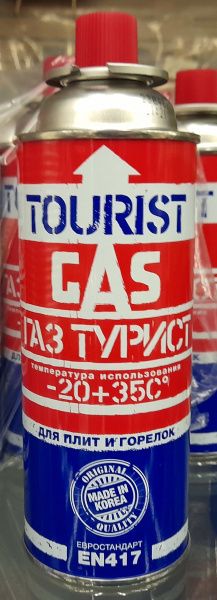 TOURIST
GAS
ГАЗ ТУРИСТ
температура использования
-20+35С°
ДЛЯ ПЛИТ И ГОРЕЛОК
ORIGINAL
MADE IN
KOREA
QUALITY
ЕВРОСТАНДАРТ
EN417